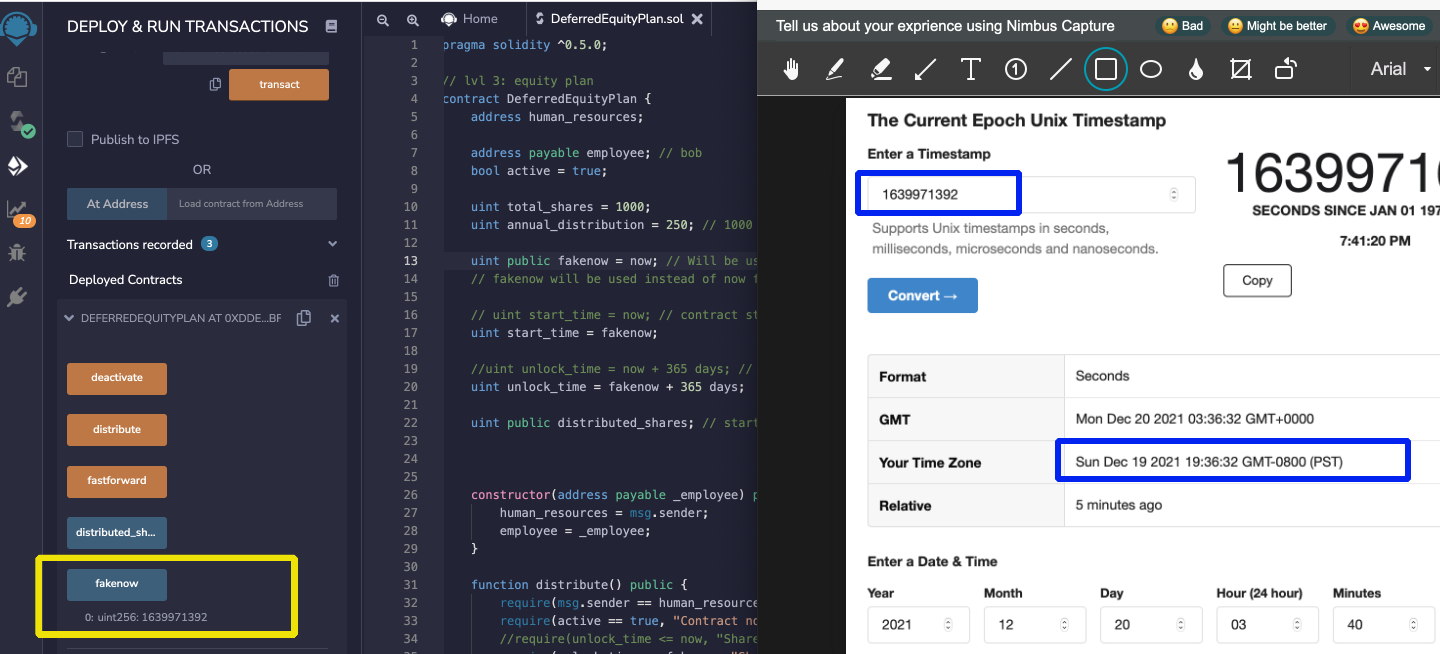 DEPLOY & RUN TRANSACTIONS
transact
Publish to IPFS
OR
At Address
Load contract from Address
10
Transactions recorded 3
Deployed Contracts
DEFERREDEQUITYPLAN AT 0XDDE...BF
deactivate
distribute
fastforward
distributed_sh...
fakenow
0: uint256: 1639971392
Home
DeferredEquityPlan.sol
1 pragma solidity ^0.5.0;
2
3 // lvl 3: equity plan
4 contract DeferredEquityPlan {
5 address human_resources;
6
7 address payable employee; // bob
8 bool active = true;
9
10 uint total_shares = 1000;
11 uint annual_distribution = 250; // 1000
12
13 uint public fakenow = now; // Will be us
14 // fakenow will be used instead of now f
15
16 // uint start_time = now; // contract st
17 uint start_time = fakenow;
18
19 //uint unlock_time = now + 365 days; //
20 uint unlock_time = fakenow + 365 days;
21
22 uint public distributed_shares; // start
23
24
25
26 constructor(address payable _employee) p
27 human_resources = msg.sender;
28 employee = _employee;
29 }
30
31 function distribute() public {
32 require(msg.sender == human_resource
33 require(active == true, "Contract no
34 //require(unlock_time <= now, "Share
Tell us about your exprience using Nimbus Capture
Bad
Might be better
Awesome
T
1
Arial
The Current Epoch Unix Timestamp
Enter a Timestamp
1639971392
Supports Unix timestamps in seconds,
milliseconds, microseconds and nanoseconds.
Convert →
16399716
SECONDS SINCE JAN 01 197
7:41:20 PM
Copy
Format Seconds
GMT Mon Dec 20 2021 03:36:32 GMT+0000
Your Time Zone Sun Dec 19 2021 19:36:32 GMT-0800 (PST)
Relative 5 minutes ago
Enter a Date & Time
Year Month Day Hour (24 hour) Minutes
2021 12 20 03 40